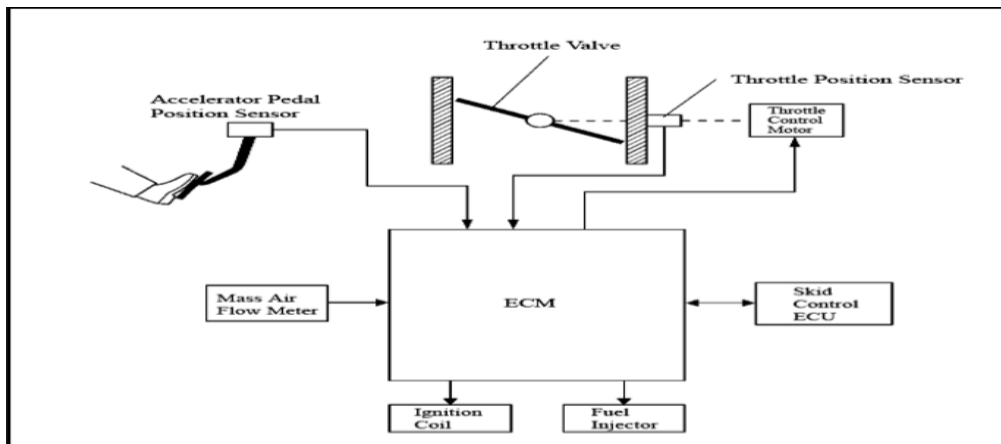 Throttle Valve
Throttle Position Sensor
Accelerator Pedal
Position Sensor
Throttle
Control
Motor
Mass Air
Flow Meter
ECM
Skid
Control
ECU
Ignition
Coil
Fuel
Injector